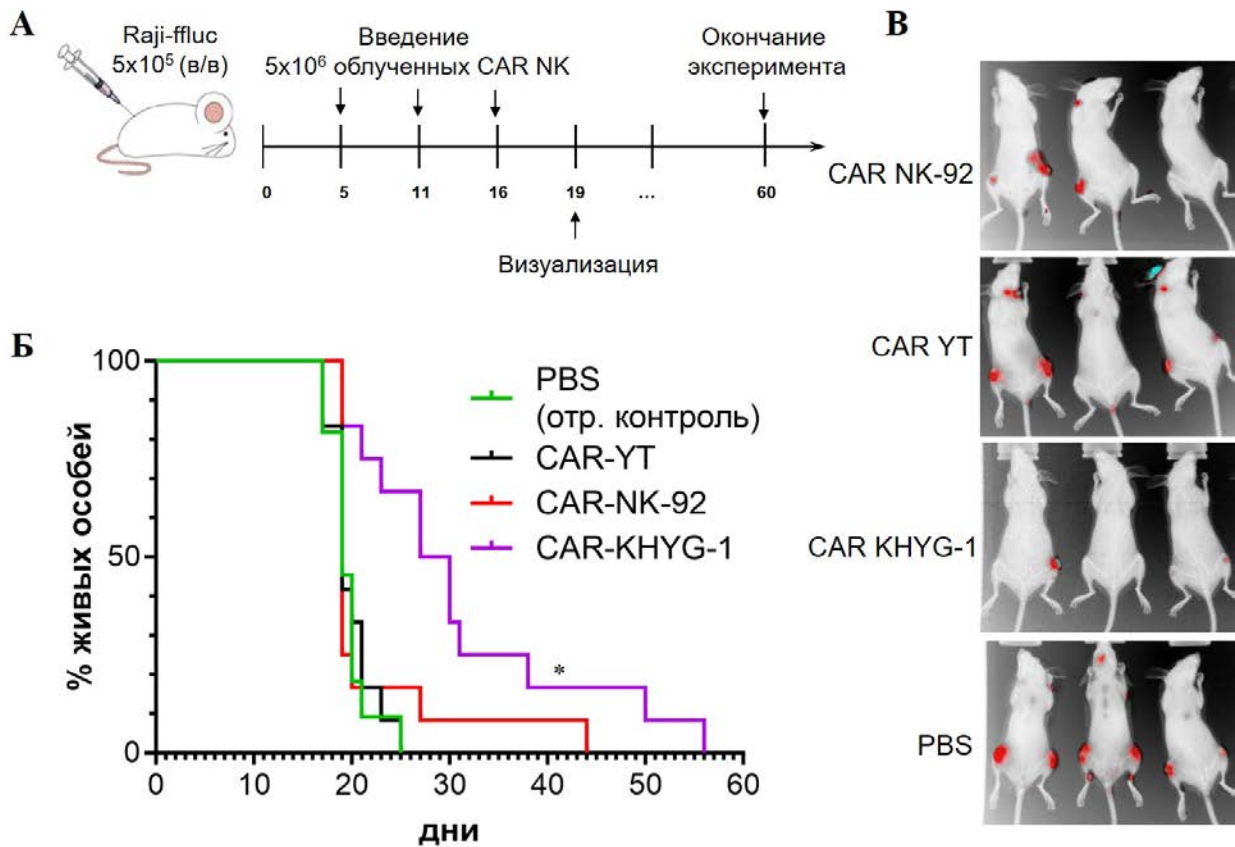 А
Raji-ffluc
5x10⁵ (в/в)
Введение
5x10⁶ облученных CAR NK
Окончание
эксперимента
0
5
11
16
19
...
60
Визуализация
В
CAR NK-92
CAR YT
CAR KHYG-1
PBS
Б
100
50
0
% живых особей
PBS
(отр. контроль)
CAR-YT
CAR-NK-92
CAR-KHYG-1
*
0
10
20
30
40
50
60
дни